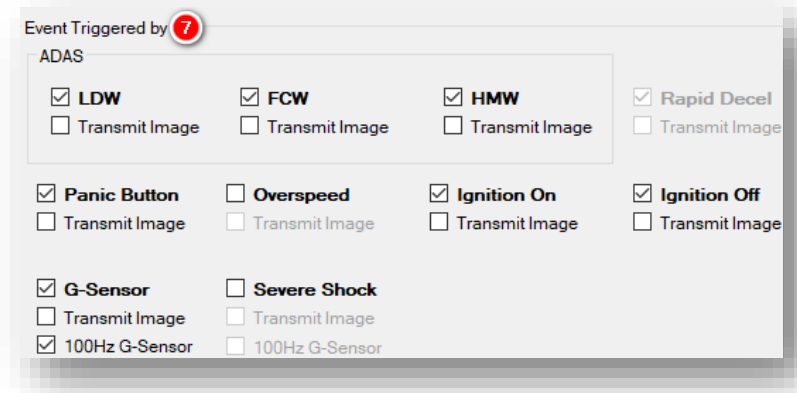 Event Triggered by 7
ADAS
LDW FCW HMW Rapid Decel
Transmit Image Transmit Image Transmit Image Transmit Image
Panic Button Overspeed Ignition On Ignition Off
Transmit Image Transmit Image Transmit Image Transmit Image
G-Sensor Severe Shock
Transmit Image Transmit Image
100Hz G-Sensor 100Hz G-Sensor